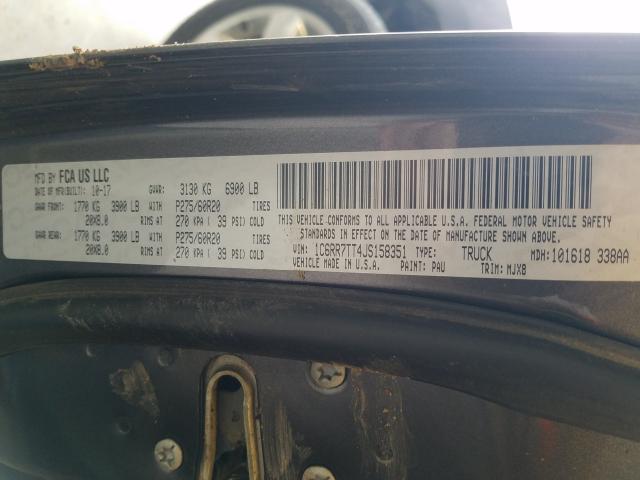 MFD BY FCA US LLC
DATE OF MFR(BUILT): 10-17 GVWR: 3130 KG 6900 LB
GAWR FRONT: 1770 KG 3900 LB P275/60R20 TIRES
20X8.0 RIMS AT 270 KPA ( 39 PSI) COLD
GAWR REAR: 1770 KG 3900 LB P275/60R20 TIRES
20X8.0 RIMS AT 270 KPA ( 39 PSI) COLD
THIS VEHICLE CONFORMS TO ALL APPLICABLE U.S.A. FEDERAL MOTOR VEHICLE SAFETY
STANDARDS IN EFFECT ON THE DATE OF MANUFACTURE SHOWN ABOVE.
VIN: 1C6RR7TT4JS158351 TYPE: TRUCK MDH: 101618 338AA
VEHICLE MADE IN U.S.A. PAINT: PAU TRIM: MJX8